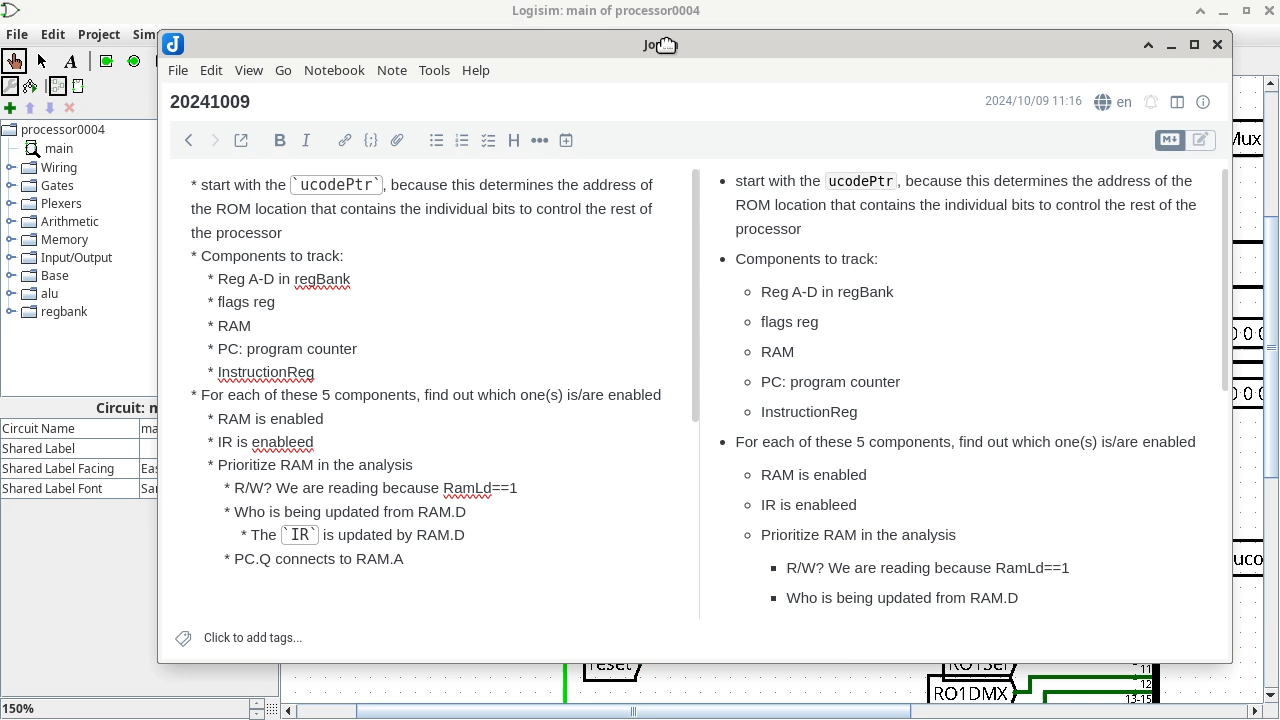 Logisim: main of processor0004
File Edit Project
Joplin
File Edit View Go Notebook Note Tools Help
20241009
2024/10/09 11:16 en
B I H
* start with the `ucodePtr`, because this determines the address of
the ROM location that contains the individual bits to control the rest of
the processor
* Components to track:
* Reg A-D in regBank
* flags reg
* RAM
* PC: program counter
* InstructionReg
* For each of these 5 components, find out which one(s) is/are enabled
* RAM is enabled
* IR is enableed
* Prioritize RAM in the analysis
* R/W? We are reading because RamLd==1
* Who is being updated from RAM.D
* The `IR` is updated by RAM.D
* PC.Q connects to RAM.A
• start with the ucodePtr, because this determines the address of the
ROM location that contains the individual bits to control the rest of the
processor
• Components to track:
Reg A-D in regBank
flags reg
RAM
PC: program counter
InstructionReg
• For each of these 5 components, find out which one(s) is/are enabled
RAM is enabled
IR is enableed
Prioritize RAM in the analysis
R/W? We are reading because RamLd==1
Who is being updated from RAM.D
Click to add tags...
processor0004
main
Wiring
Gates
Plexers
Arithmetic
Memory
Input/Output
Base
alu
regbank
Circuit Name
Shared Label
Shared Label Facing
Shared Label Font
150%
reset
RO1DMX
11
12
13-15